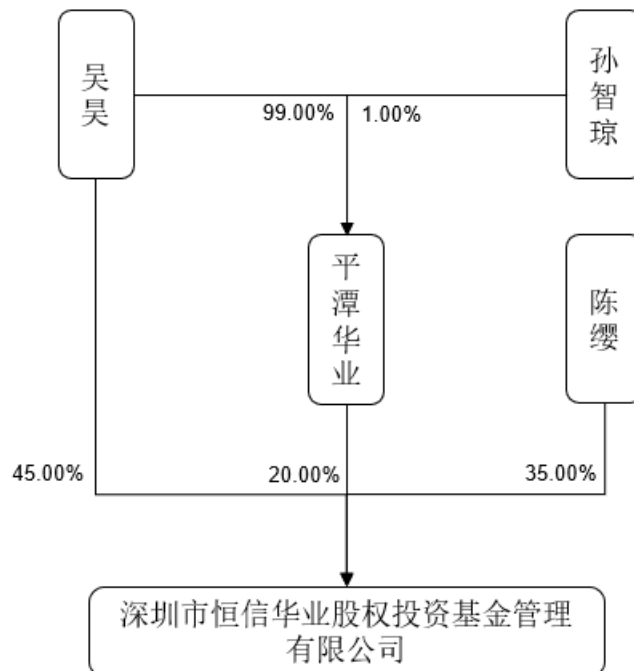 吴昊
孙智琼
99.00%
1.00%
平潭华业
陈缨
45.00%
20.00%
35.00%
深圳市恒信华业股权投资基金管理
有限公司